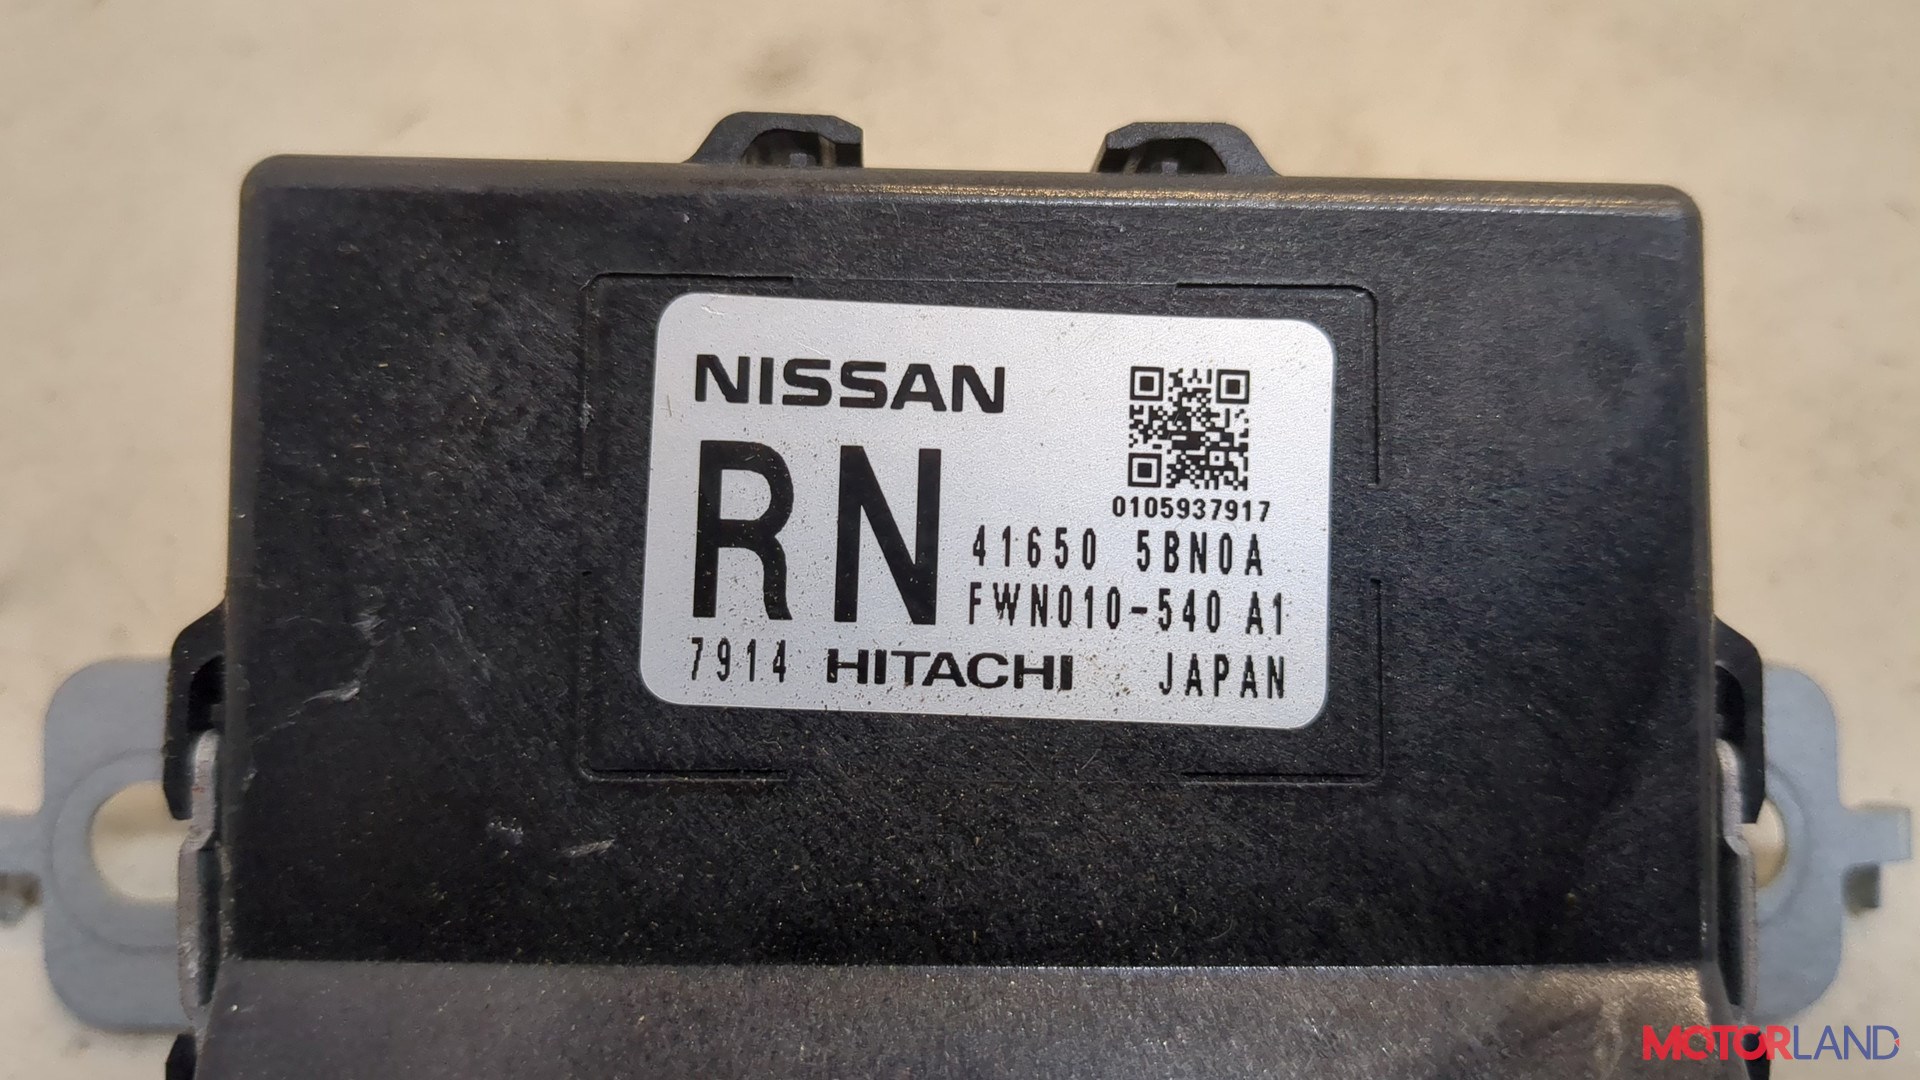 NISSAN
0105937917
RN
41650 5BN0A
FWN010-540 A1
7914 HITACHI JAPAN
MOTORLAND